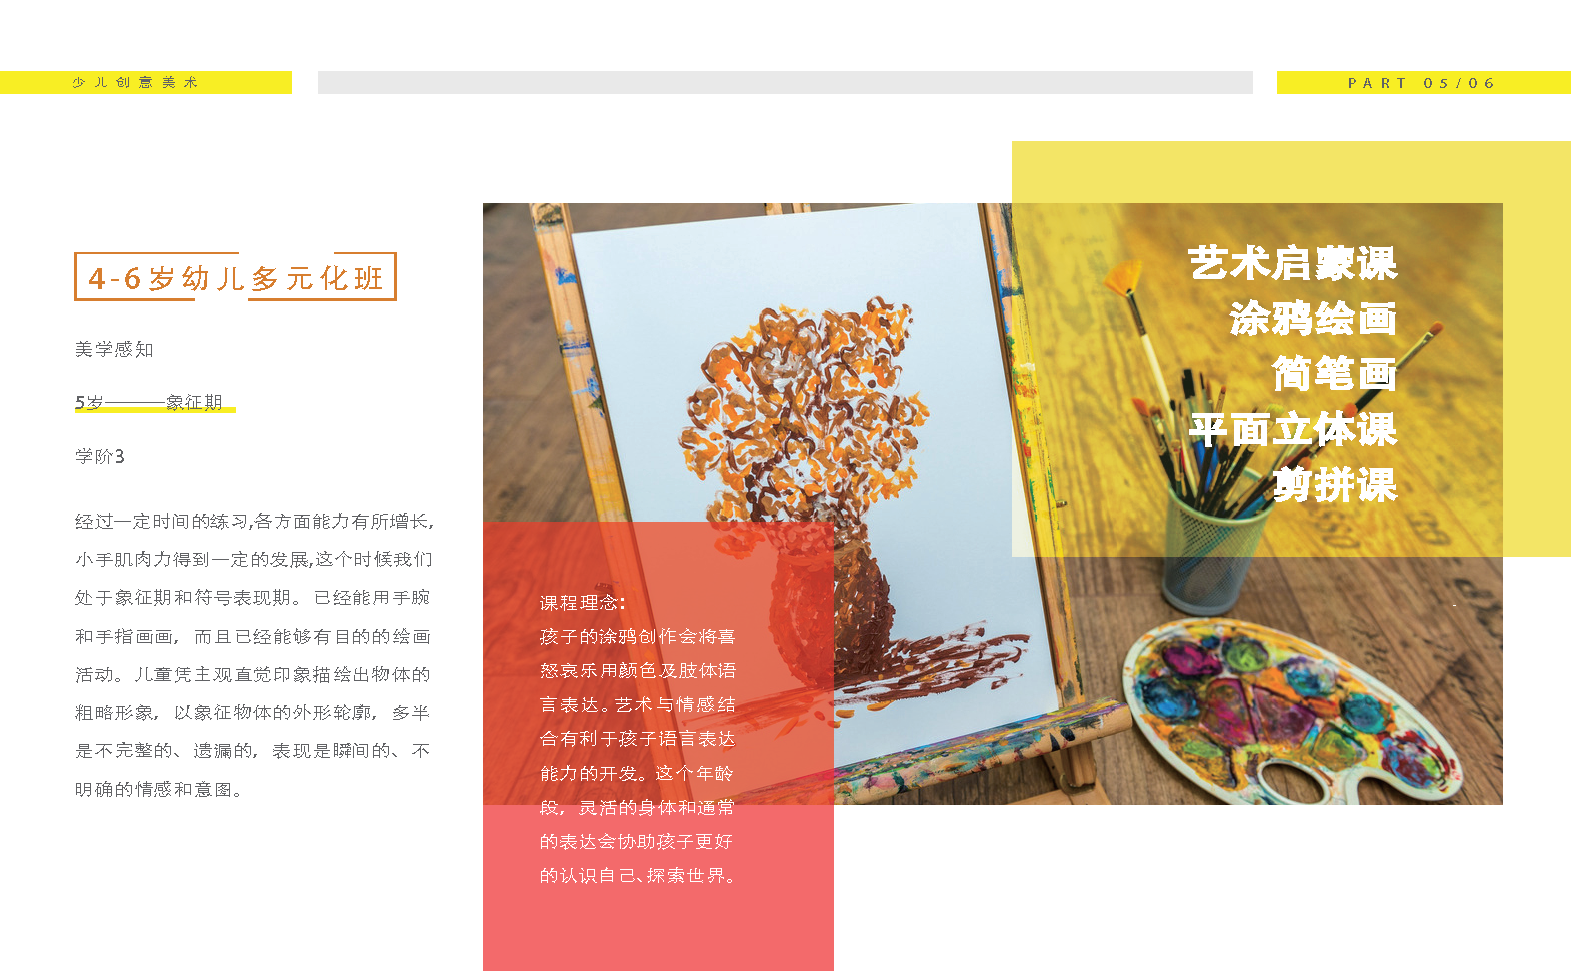 少儿创意美术
PART 05/06
4-6岁幼儿多元化班
美学感知
5岁———象征期
学阶3
经过一定时间的练习,各方面能力有所增长,
小手肌肉力得到一定的发展,这个时候我们
处于象征期和符号表现期。已经能用手腕
和手指画画，而且已经能够有目的的绘画
活动。儿童凭主观直觉印象描绘出物体的
粗略形象，以象征物体的外形轮廓，多半
是不完整的、遗漏的，表现是瞬间的、不
明确的情感和意图。
艺术启蒙课
涂鸦绘画
简笔画
平面立体课
剪拼课
课程理念：
孩子的涂鸦创作会将喜
怒哀乐用颜色及肢体语
言表达。艺术与情感结
合有利于孩子语言表达
能力的开发。这个年龄
段，灵活的身体和通常
的表达会协助孩子更好
的认识自己、探索世界。